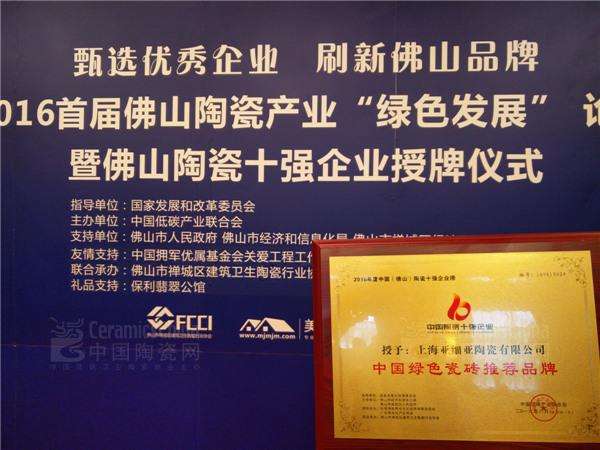 甄选优秀企业 刷新佛山品牌
2016首届佛山陶瓷产业“绿色发展” 论
暨佛山陶瓷十强企业授牌仪式
指导单位：国家发展和改革委员会
主办单位：中国低碳产业联合会
支持单位：佛山市人民政府 佛山市经济和信息化局
友情支持：中国拥军优属基金会关爱工程工作
联合承办：佛山市禅城区建筑卫生陶瓷行业协
礼品支持：保利翡翠公馆
FCCI
www.mjmjm.com
美
Ceramic
中国陶瓷网
2016年度中国（佛山）陶瓷十强企业榜
中国陶瓷十强企业
授予：上海亚细亚陶瓷有限公司
中国绿色瓷砖推荐品牌